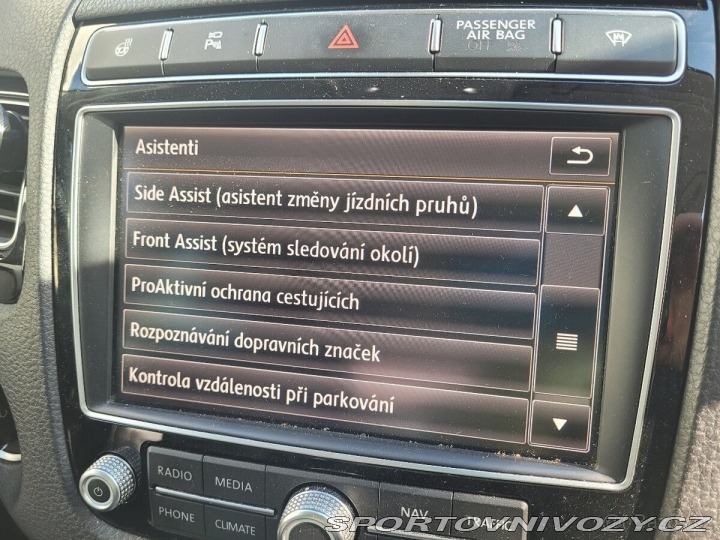 PASSENGER
AIR BAG
OFF
Asistenti
Side Assist (asistent změny jízdních pruhů)
Front Assist (systém sledování okolí)
ProAktivní ochrana cestujících
Rozpoznávání dopravních značek
Kontrola vzdálenosti při parkování
RADIO
MEDIA
PHONE
CLIMATE
NAV
TRAFFIC
SPORTOVNIVOZY.CZ